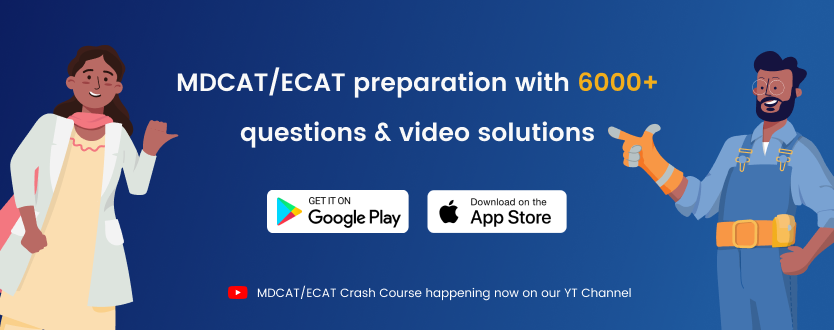 MDCAT/ECAT preparation with 6000+
questions & video solutions
GET IT ON
Google Play
Download on the
App Store
MDCAT/ECAT Crash Course happening now on our YT Channel